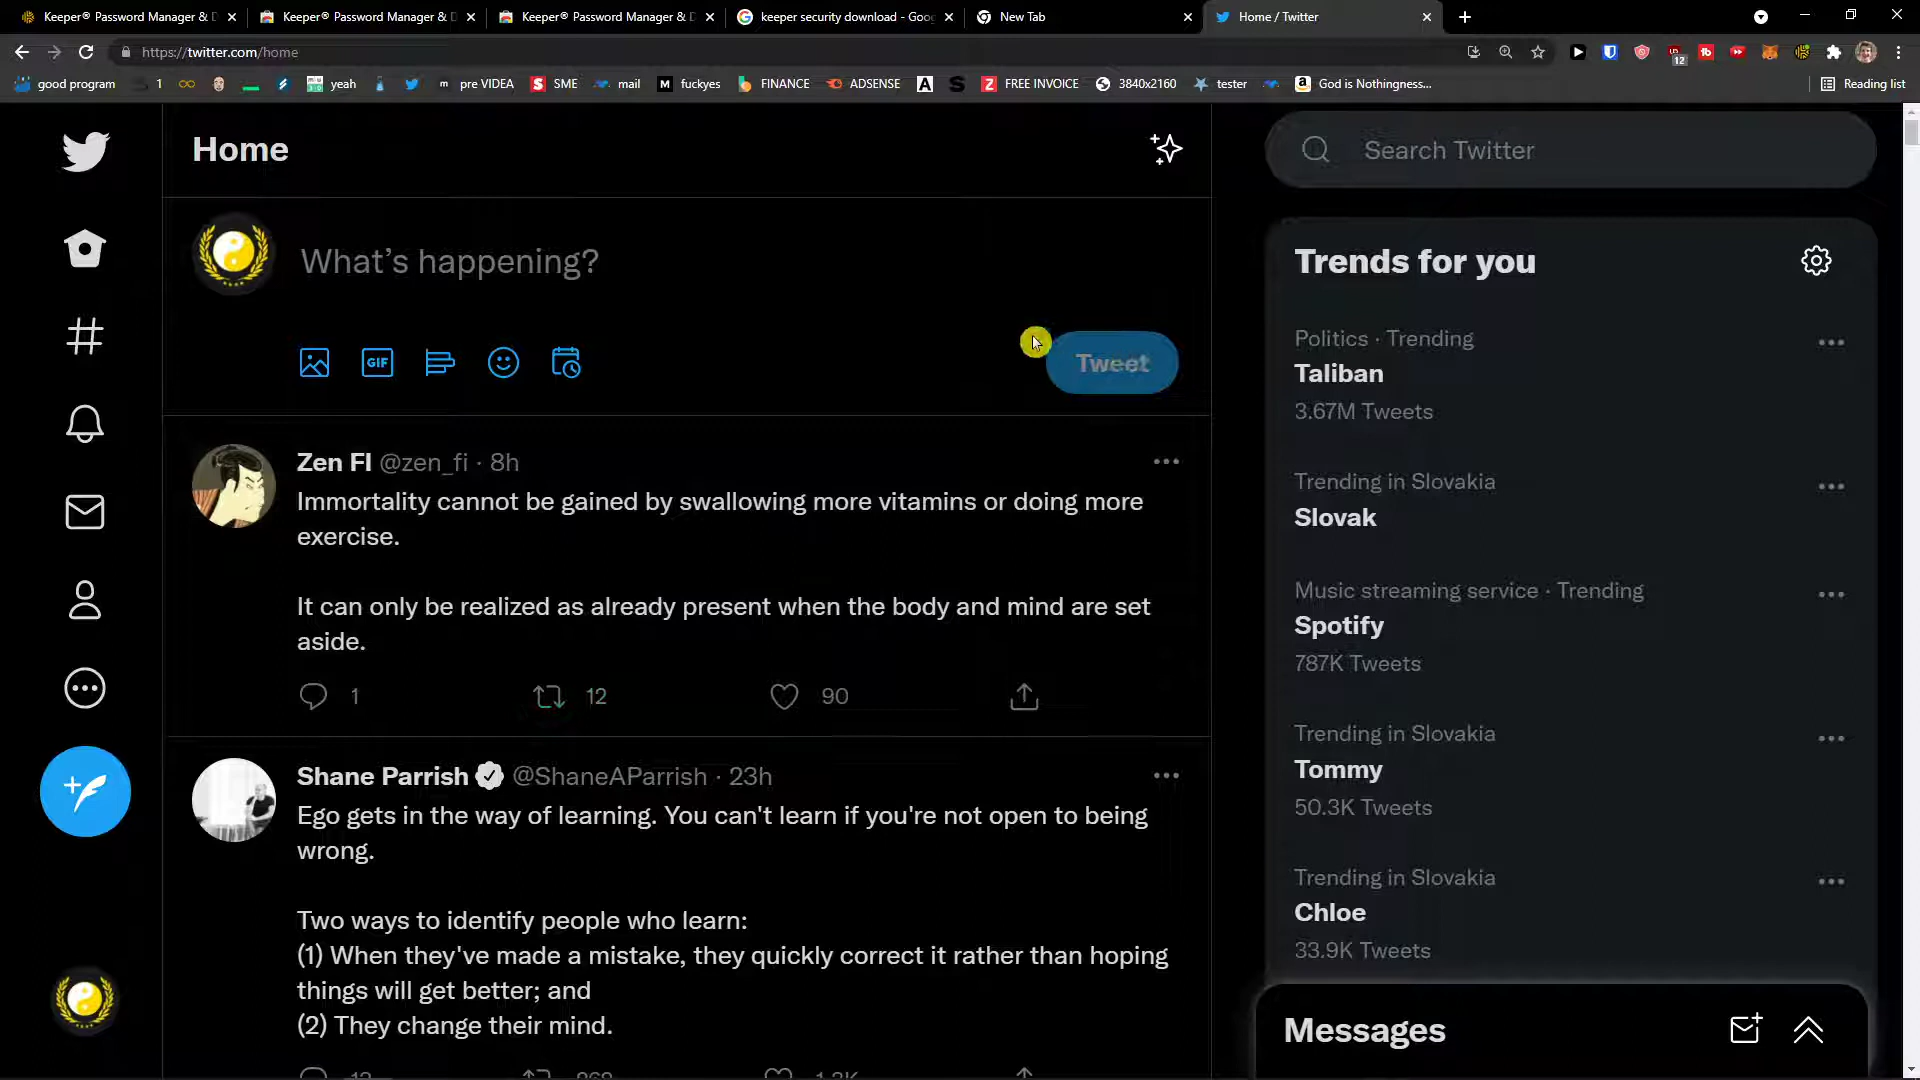 Keeper® Password Manager & D
Keeper® Password Manager & D
Keeper® Password Manager & D
keeper security download - Goog
New Tab
Home / Twitter
https://twitter.com/home
12
good program
1
yeah
pre VIDEA
SME
mail
fuckyes
FINANCE
ADSENSE
FREE INVOICE
3840x2160
tester
God is Nothingness...
Reading list
Home
What's happening?
GIF
Tweet
Zen FI @zen_fi · 8h
Immortality cannot be gained by swallowing more vitamins or doing more
exercise.
It can only be realized as already present when the body and mind are set
aside.
1
12
90
Shane Parrish @ShaneAParrish · 23h
Ego gets in the way of learning. You can't learn if you're not open to being
wrong.
Two ways to identify people who learn:
(1) When they've made a mistake, they quickly correct it rather than hoping
things will get better; and
(2) They change their mind.
Search Twitter
Trends for you
Politics · Trending
Taliban
3.67M Tweets
Trending in Slovakia
Slovak
Music streaming service · Trending
Spotify
787K Tweets
Trending in Slovakia
Tommy
50.3K Tweets
Trending in Slovakia
Chloe
33.9K Tweets
Messages